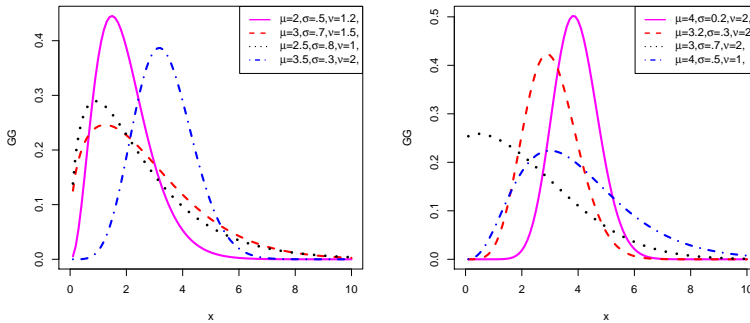 μ=2,σ=.5,ν=1.2,
μ=3,σ=.7,ν=1.5,
μ=2.5,σ=.8,ν=1,
μ=3.5,σ=.3,ν=2,
GG
0.0 0.1 0.2 0.3 0.4
0 2 4 6 8 10
x
μ=4,σ=0.2,ν=2,
μ=3.2,σ=.3,ν=2
μ=3,σ=.7,ν=2,
μ=4,σ=.5,ν=1,
GG
0.0 0.1 0.2 0.3 0.4 0.5
0 2 4 6 8 10
x